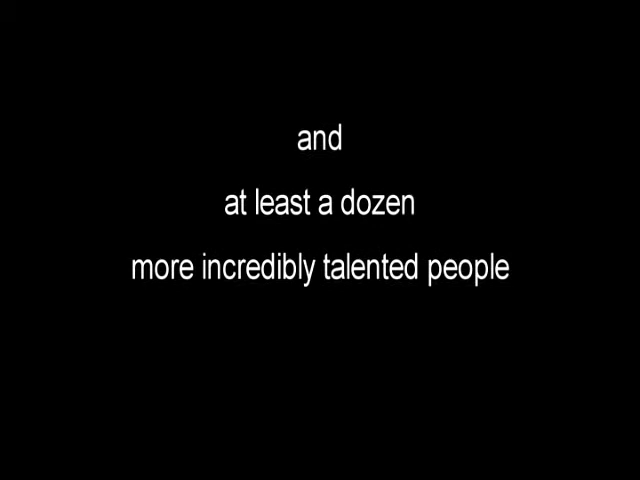 and
at least a dozen
more incredibly talented people